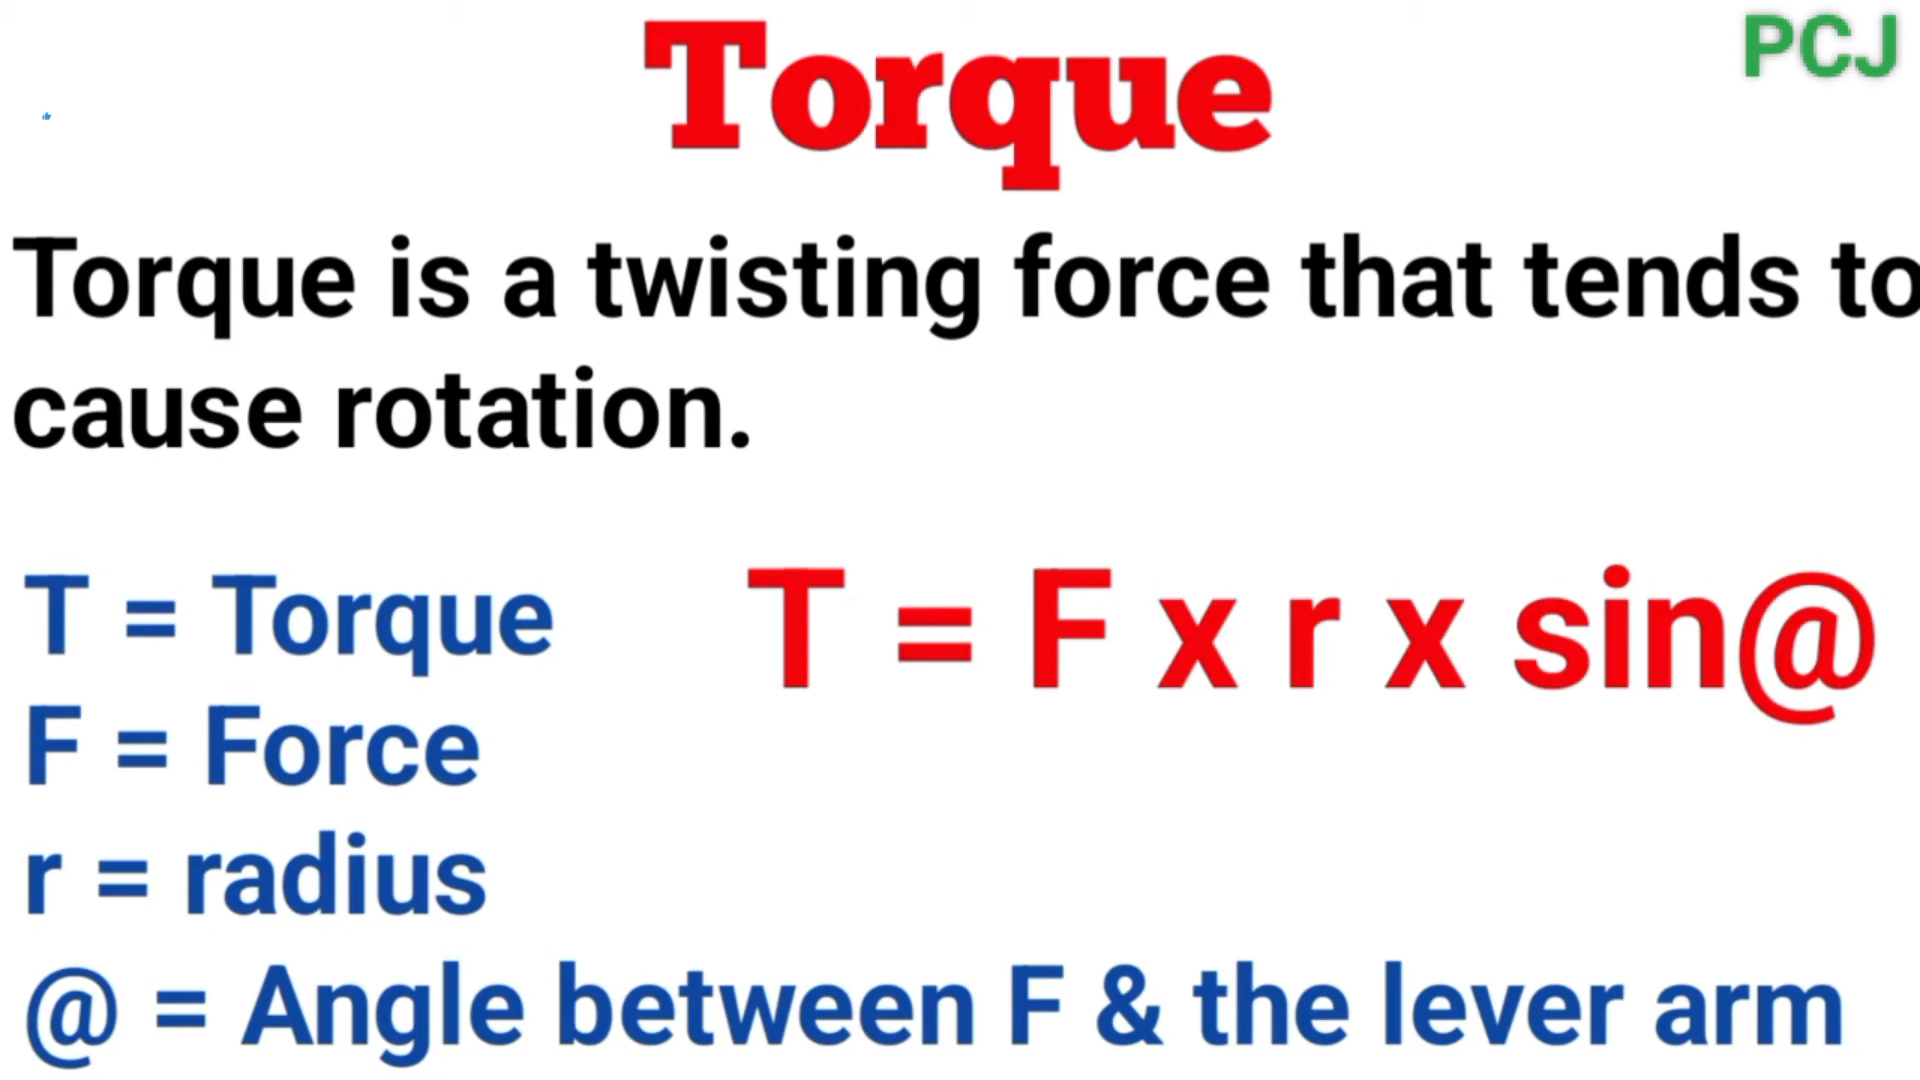 Torque
PCJ
Torque is a twisting force that tends to
cause rotation.
T = Torque
T = F x r x sin@
F = Force
r = radius
@ = Angle between F & the lever arm